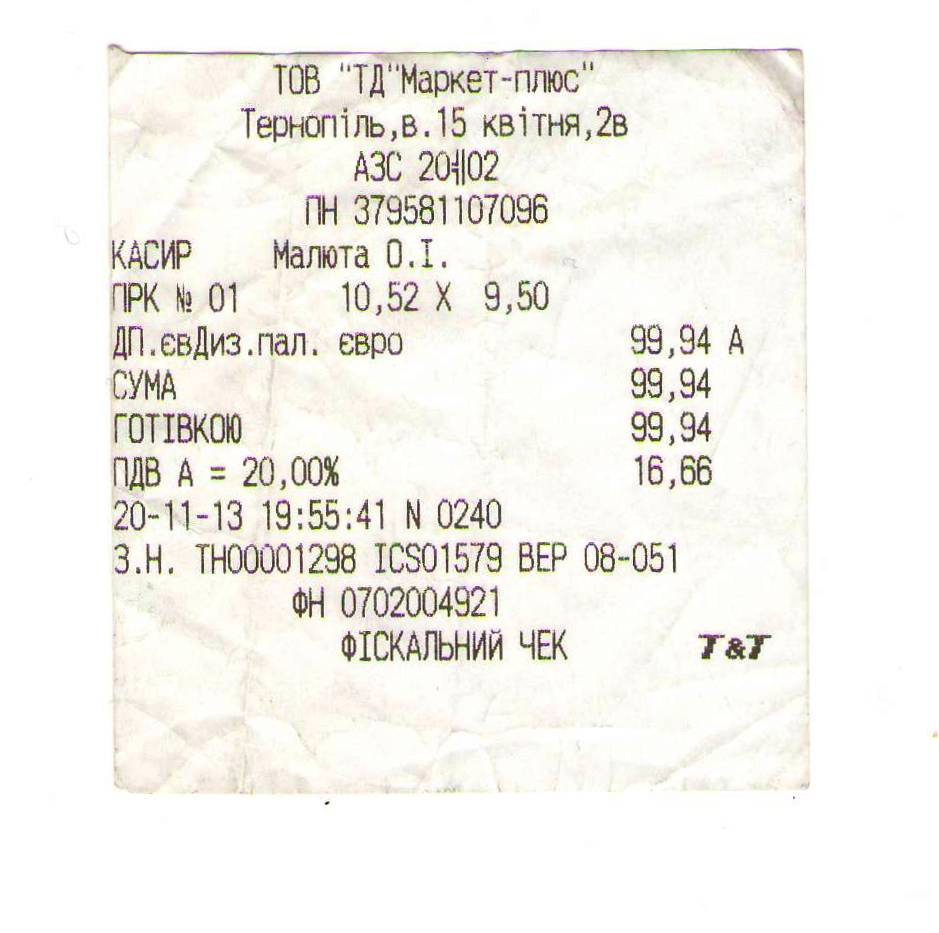 ТОВ "ТД"Маркет-плюс"
Тернопіль,в.15 квітня,2в
АЗС
ПН 379581107096
КАСИР Малюта О.І.
ПРК № 01 10,52 X 9,50
ДП.євДиз.пал. євро 99,94 А
СУМА 99,94
ГОТІВКОЮ 99,94
ПДВ А = 20,00% 16,66
20-11-13 19:55:41 N 0240
З.Н. ТН00001298 ICS01579 ВЕР 08-051
ФН 0702004921
ФІСКАЛЬНИЙ ЧЕК T&T